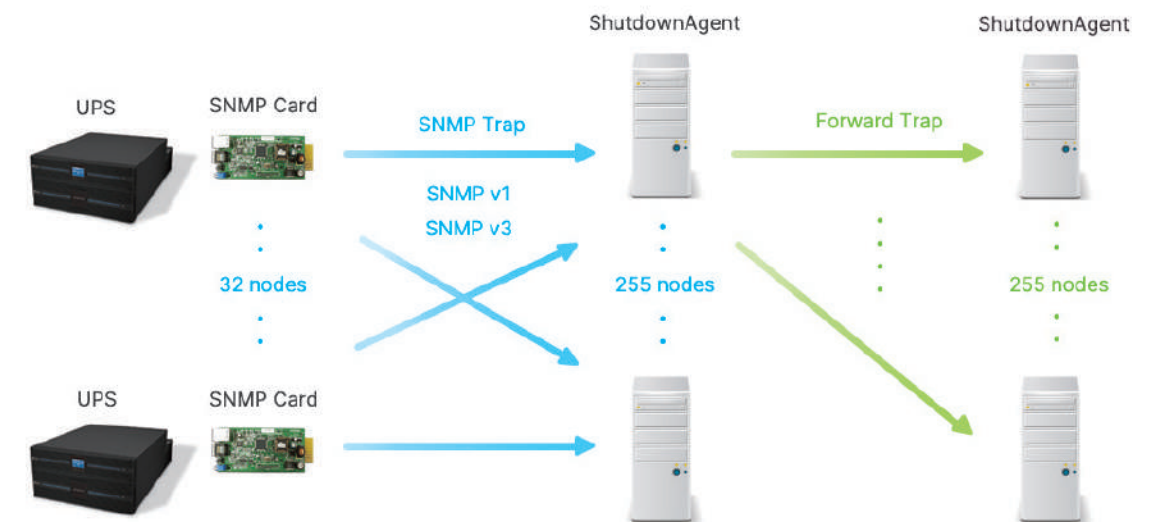 ShutdownAgent
ShutdownAgent
UPS
SNMP Card
SNMP Trap
Forward Trap
SNMP v1
SNMP v3
32 nodes
255 nodes
255 nodes
UPS
SNMP Card